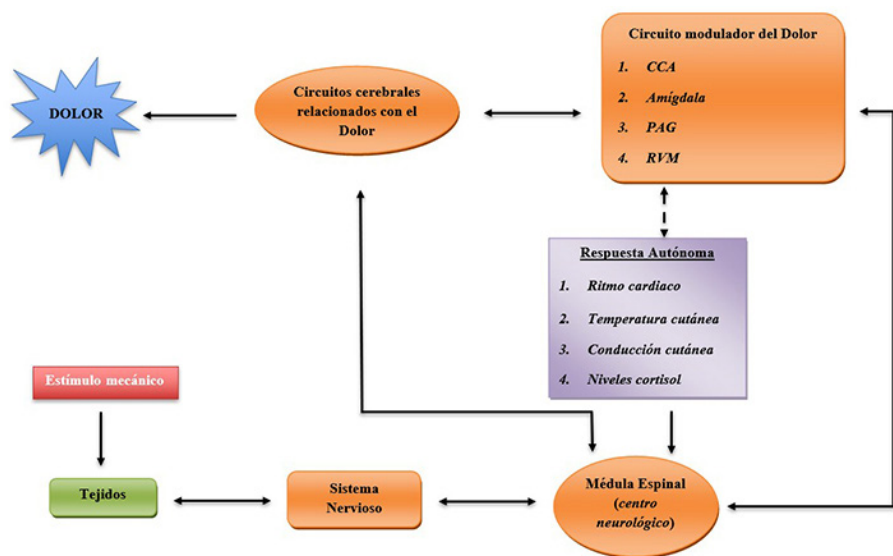 DOLOR
Circuitos cerebrales
relacionados con el
Dolor
Circuito modulador del Dolor
1. CCA
2. Amígdala
3. PAG
4. RVM
Respuesta Autónoma
1. Ritmo cardiaco
2. Temperatura cutánea
3. Conducción cutánea
4. Niveles cortisol
Estímulo mecánico
Tejidos
Sistema
Nervioso
Médula Espinal
(centro
neurológico)